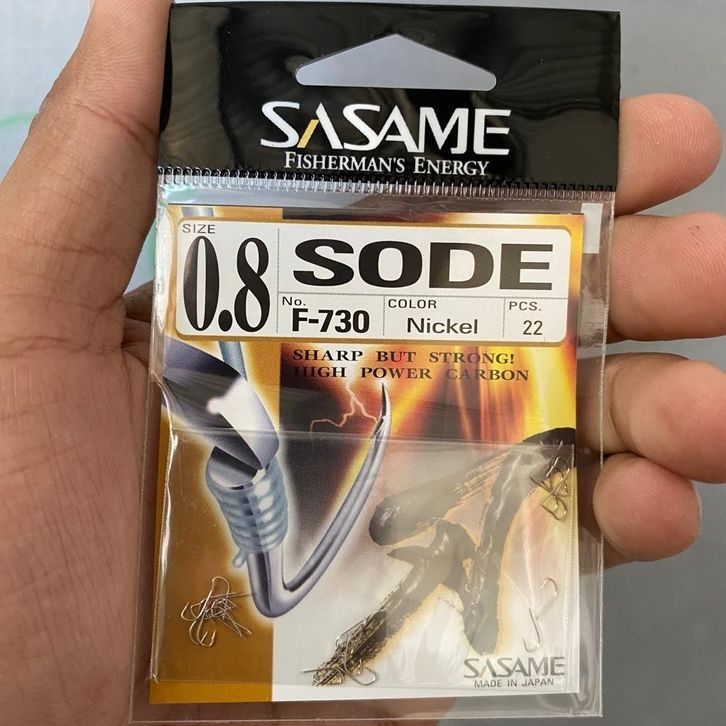 SASAME
FISHERMAN'S ENERGY
SIZE
0.8
SODE
No.
F-730
COLOR
Nickel
PCS.
22
SHARP BUT STRONG!
HIGH POWER CARBON
SASAME
MADE IN JAPAN